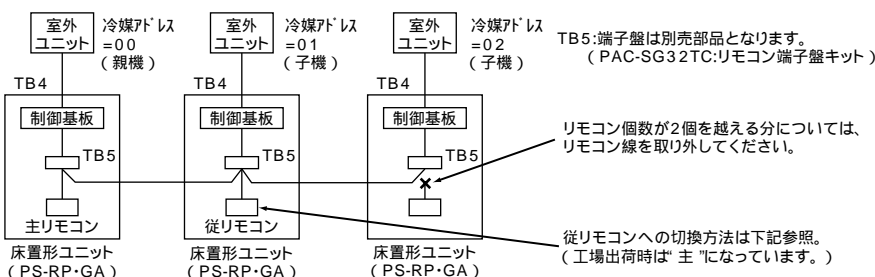 室外
ユニット
冷媒ｱﾄﾞﾚｽ
=00
（親機）
室外
ユニット
冷媒ｱﾄﾞﾚｽ
=01
（子機）
室外
ユニット
冷媒ｱﾄﾞﾚｽ
=02
（子機）
TB5:端子盤は別売部品となります。
（PAC-SG32TC:リモコン端子盤キット）
TB4
TB4
TB4
制御基板
制御基板
制御基板
TB5
TB5
TB5
リモコン個数が2個を越える分については、
リモコン線を取り外してください。
主リモコン
従リモコン
従リモコンへの切換方法は下記参照。
（工場出荷時は“主”になっています。）
床置形ユニット
（PS-RP･GA）
床置形ユニット
（PS-RP･GA）
床置形ユニット
（PS-RP･GA）